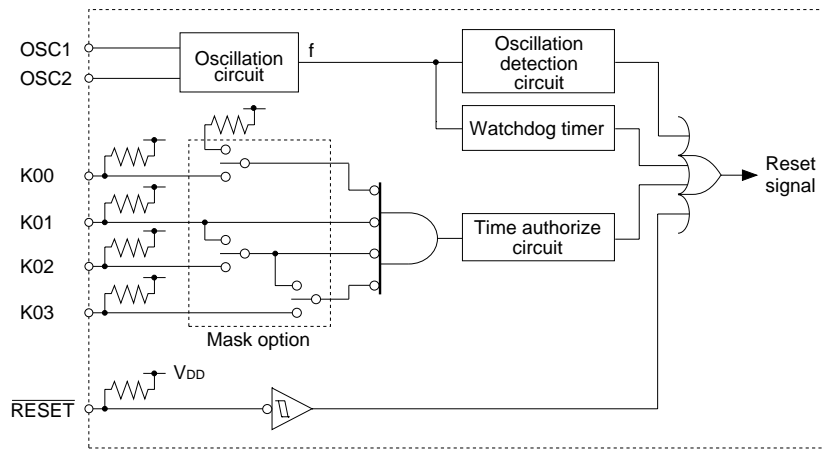 OSC1
OSC2
Oscillation
circuit
f
Oscillation
detection
circuit
Watchdog timer
Reset
signal
K00
K01
K02
K03
Time authorize
circuit
Mask option
VDD
RESET